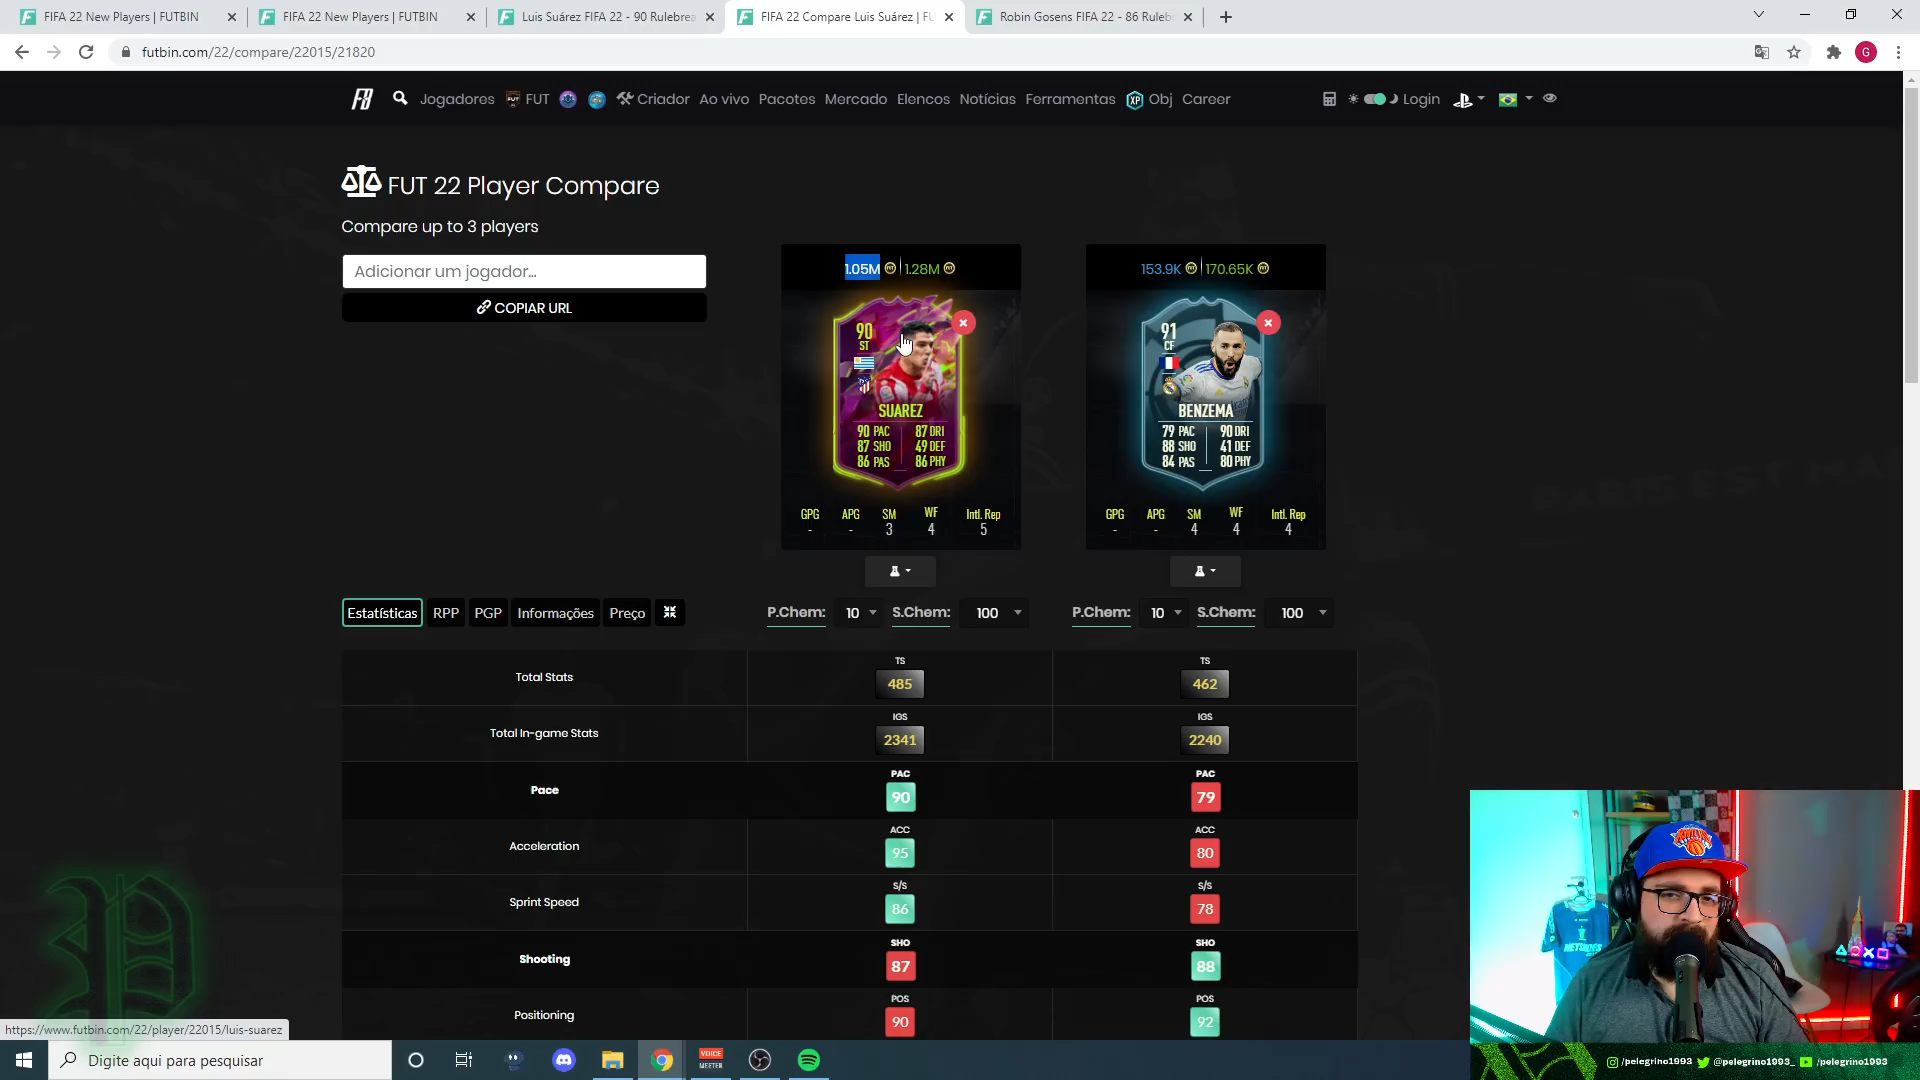 FIFA 22 New Players | FUTBIN
FIFA 22 New Players | FUTBIN
Luis Suárez FIFA 22 - 90 Rulebrea
FIFA 22 Compare Luis Suárez | FU
Robin Gosens FIFA 22 - 86 Ruleb
futbin.com/22/compare/22015/21820
G
Jogadores FUT Criador Ao vivo Pacotes Mercado Elencos Notícias Ferramentas XP Obj Career Login
FUT 22 Player Compare
Compare up to 3 players
Adicionar um jogador...
COPIAR URL
1.05M 1.28M
90
ST
SUAREZ
90 PAC 87 DRI
87 SHO 49 DEF
86 PAS 86 PHY
GPG APG SM WF Intl. Rep
- - 3 4 5
153.9K 170.65K
91
CF
BENZEMA
79 PAC 90 DRI
88 SHO 41 DEF
84 PAS 80 PHY
GPG APG SM WF Intl. Rep
- - 4 4 4
Estatísticas RPP PGP Informações Preço
P.Chem: 10 S.Chem: 100
P.Chem: 10 S.Chem: 100
TS TS
Total Stats 485 462
IGS IGS
Total In-game Stats 2341 2240
PAC PAC
Pace 90 79
ACC ACC
Acceleration 95 80
S/S S/S
Sprint Speed 86 78
SHO SHO
Shooting 87 88
POS POS
Positioning 90 92
https://www.futbin.com/22/player/22015/luis-suarez
Digite aqui para pesquisar
VOICE
MEETER
/pelegrino1993 @pelegrino1993_ /pelegrino1993